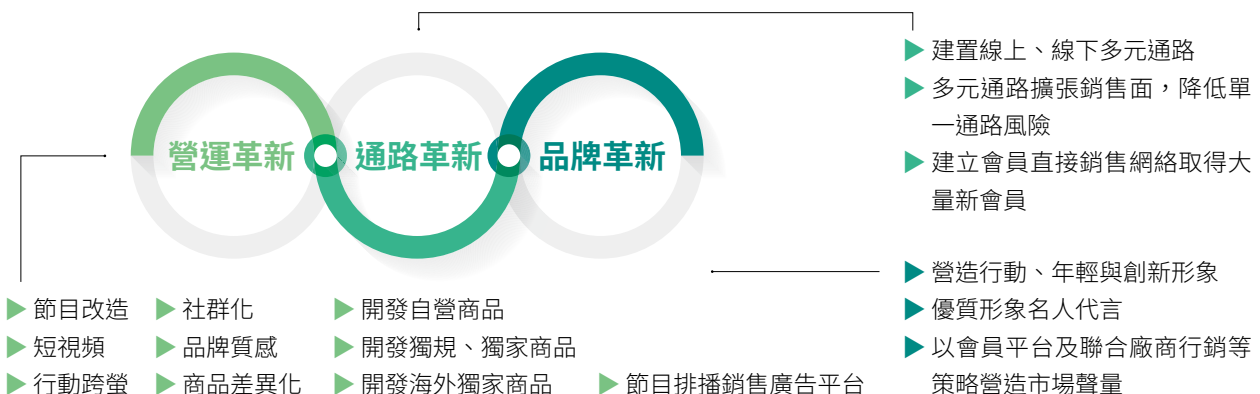 營運革新 通路革新 品牌革新
▶ 建置線上、線下多元通路
▶ 多元通路擴張銷售面，降低單
一通路風險
▶ 建立會員直接銷售網絡取得大
量新會員
▶ 營造行動、年輕與創新形象
▶ 優質形象名人代言
▶ 以會員平台及聯合廠商行銷等
策略營造市場聲量
▶ 節目改造 ▶ 社群化 ▶ 開發自營商品
▶ 短視頻 ▶ 品牌質感 ▶ 開發獨規、獨家商品
▶ 行動跨螢 ▶ 商品差異化 ▶ 開發海外獨家商品 ▶ 節目排播銷售廣告平台